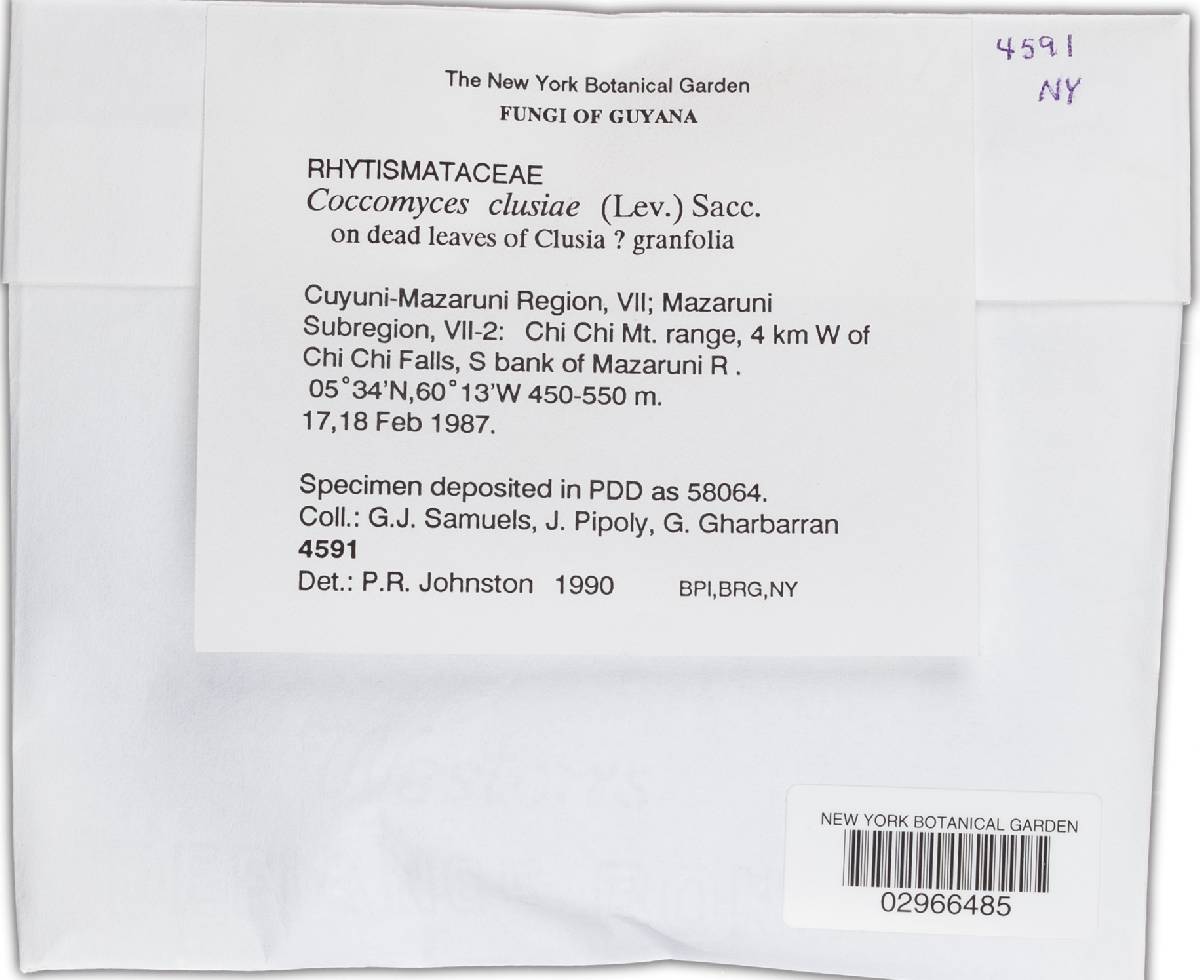 4591
NY
The New York Botanical Garden
FUNGI OF GUYANA
RHYTISMATACEAE
Coccomyces clusiae (Lev.) Sacc.
on dead leaves of Clusia ? granfolia
Cuyuni-Mazaruni Region, VII; Mazaruni
Subregion, VII-2: Chi Chi Mt. range, 4 km W of
Chi Chi Falls, S bank of Mazaruni R .
05°34'N,60°13'W 450-550 m.
17,18 Feb 1987.
Specimen deposited in PDD as 58064.
Coll.: G.J. Samuels, J. Pipoly, G. Gharbarran
4591
Det.: P.R. Johnston 1990 BPI,BRG,NY
NEW YORK BOTANICAL GARDEN
02966485